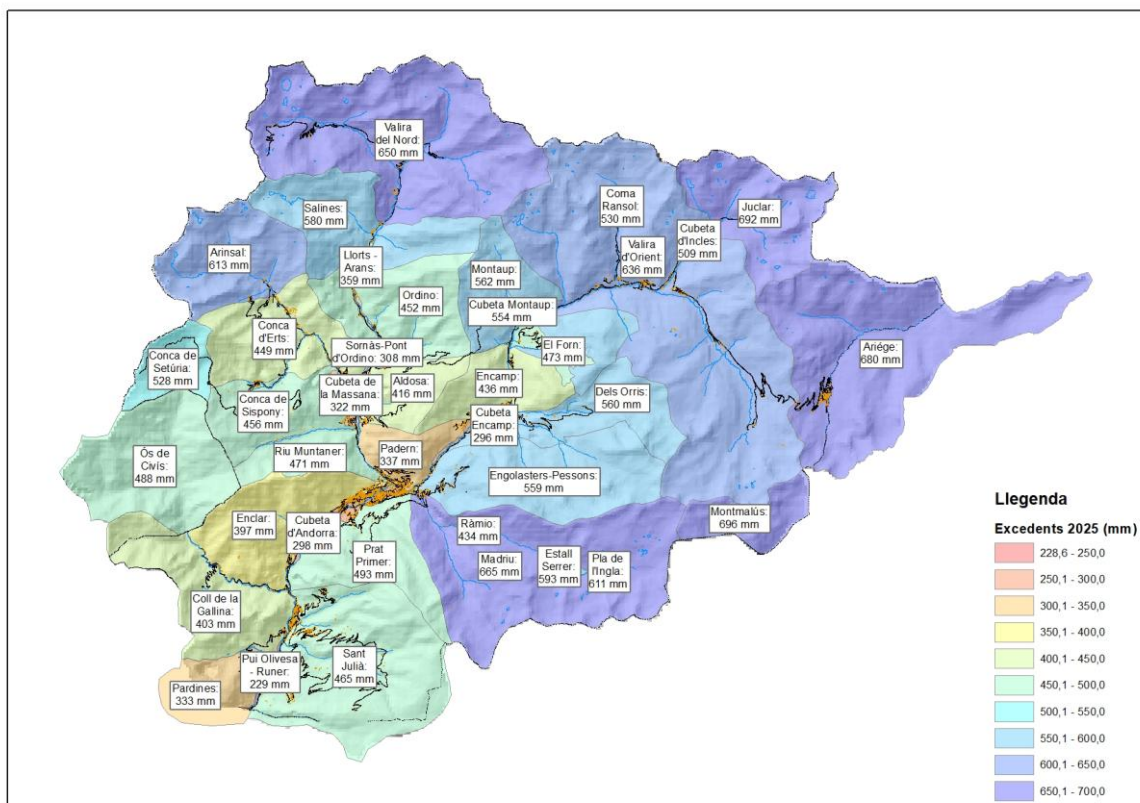 Valira
del Nord:
650 mm
Salines:
580 mm
Arinsal:
613 mm
Llorts -
Arans:
359 mm
Ordino:
452 mm
Montaup:
562 mm
Cubeta Montaup:
554 mm
Coma
Ransol:
530 mm
Valira
d'Orient:
636 mm
Cubeta
d'Incles:
509 mm
Juclar:
692 mm
Ariége:
680 mm
El Forn:
473 mm
Conca
d'Erts:
449 mm
Conca de
Setúria:
528 mm
Sornàs-Pont
d'Ordino: 308 mm
Cubeta de
la Massana:
322 mm
Aldosa:
416 mm
Encamp:
436 mm
Dels Orris:
560 mm
Conca de
Sispony:
456 mm
Cubeta
Encamp:
296 mm
Ós de
Civís:
488 mm
Riu Muntaner:
471 mm
Padern:
337 mm
Engolasters-Pessons:
559 mm
Enclar:
397 mm
Cubeta
d'Andorra:
298 mm
Prat
Primer:
493 mm
Ràmio:
434 mm
Madriu:
665 mm
Estall
Serrer:
593 mm
Pla de
l'Ingla:
611 mm
Montmalús:
696 mm
Coll de la
Gallina:
403 mm
Pui Olivesa
- Runer:
229 mm
Sant
Julià:
465 mm
Pardines:
333 mm
Llegenda
Excedents 2025 (mm)
228,6 - 250,0
250,1 - 300,0
300,1 - 350,0
350,1 - 400,0
400,1 - 450,0
450,1 - 500,0
500,1 - 550,0
550,1 - 600,0
600,1 - 650,0
650,1 - 700,0